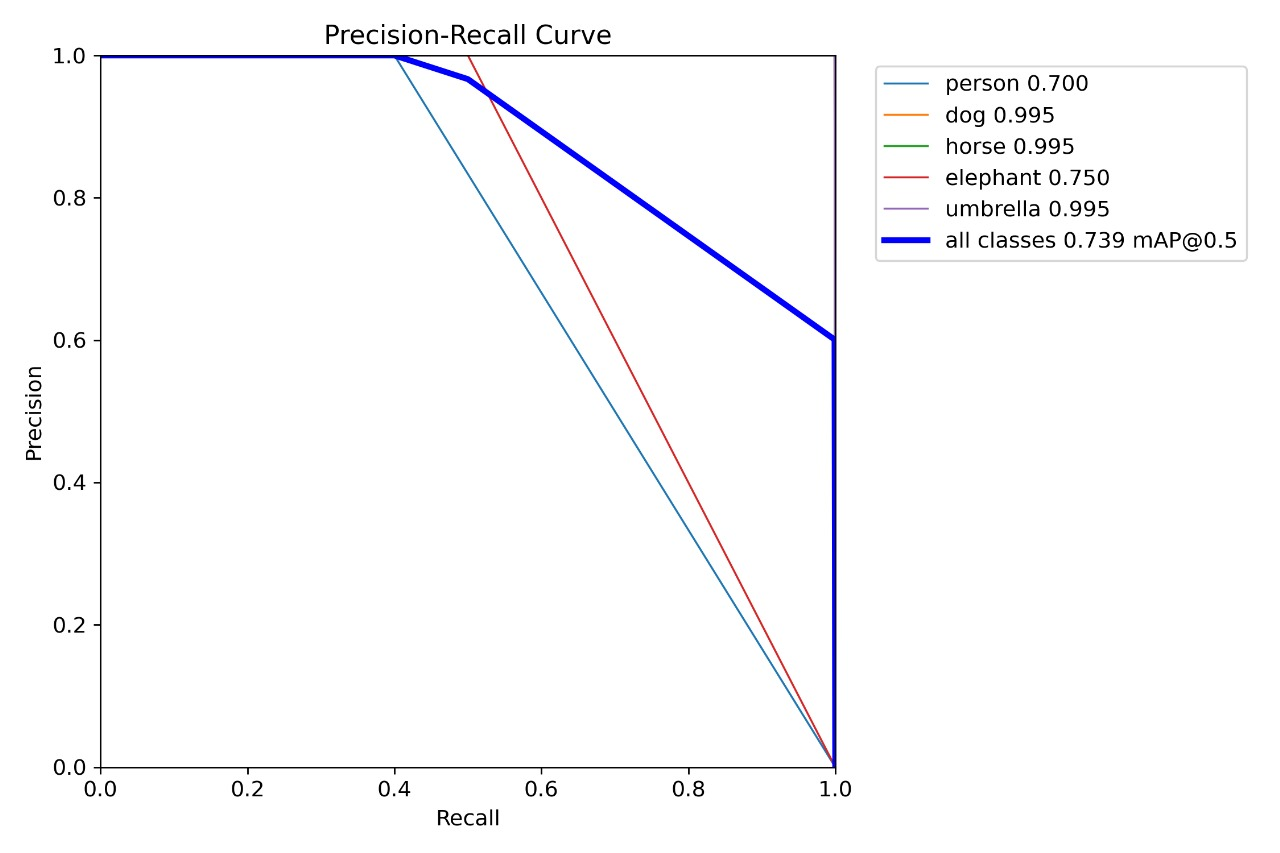 Precision-Recall Curve
1.0
0.8
0.6
0.4
0.2
0.0
Precision
0.0 0.2 0.4 0.6 0.8 1.0
Recall
person 0.700
dog 0.995
horse 0.995
elephant 0.750
umbrella 0.995
all classes 0.739 mAP@0.5